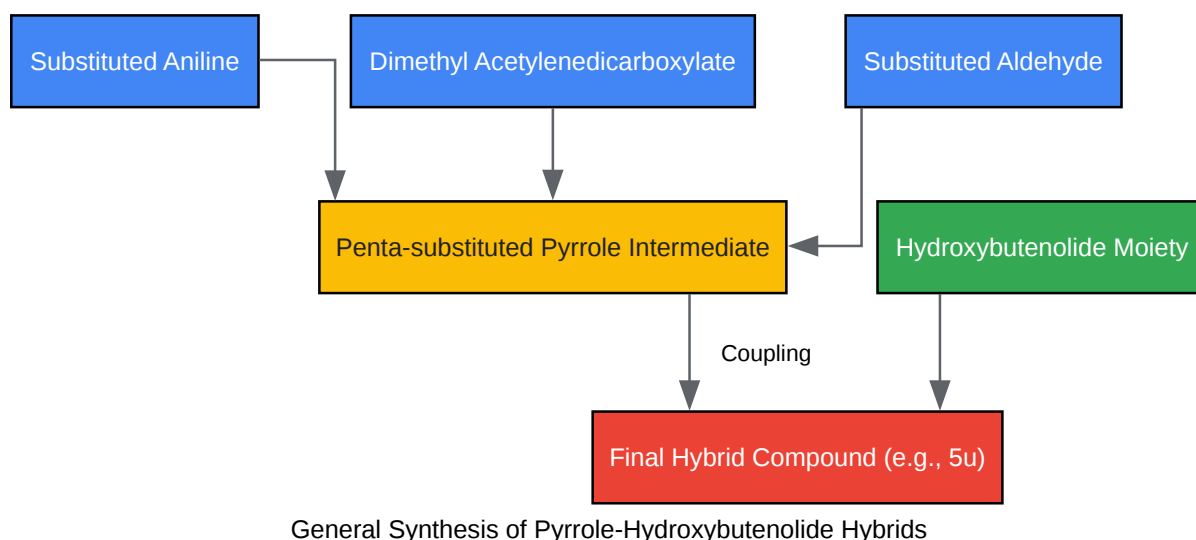 Substituted Aniline
Dimethyl Acetylenedicarboxylate
Substituted Aldehyde
Penta-substituted Pyrrole Intermediate
Hydroxybutenolide Moiety
Coupling
Final Hybrid Compound (e.g., 5u)
General Synthesis of Pyrrole-Hydroxybutenolide Hybrids